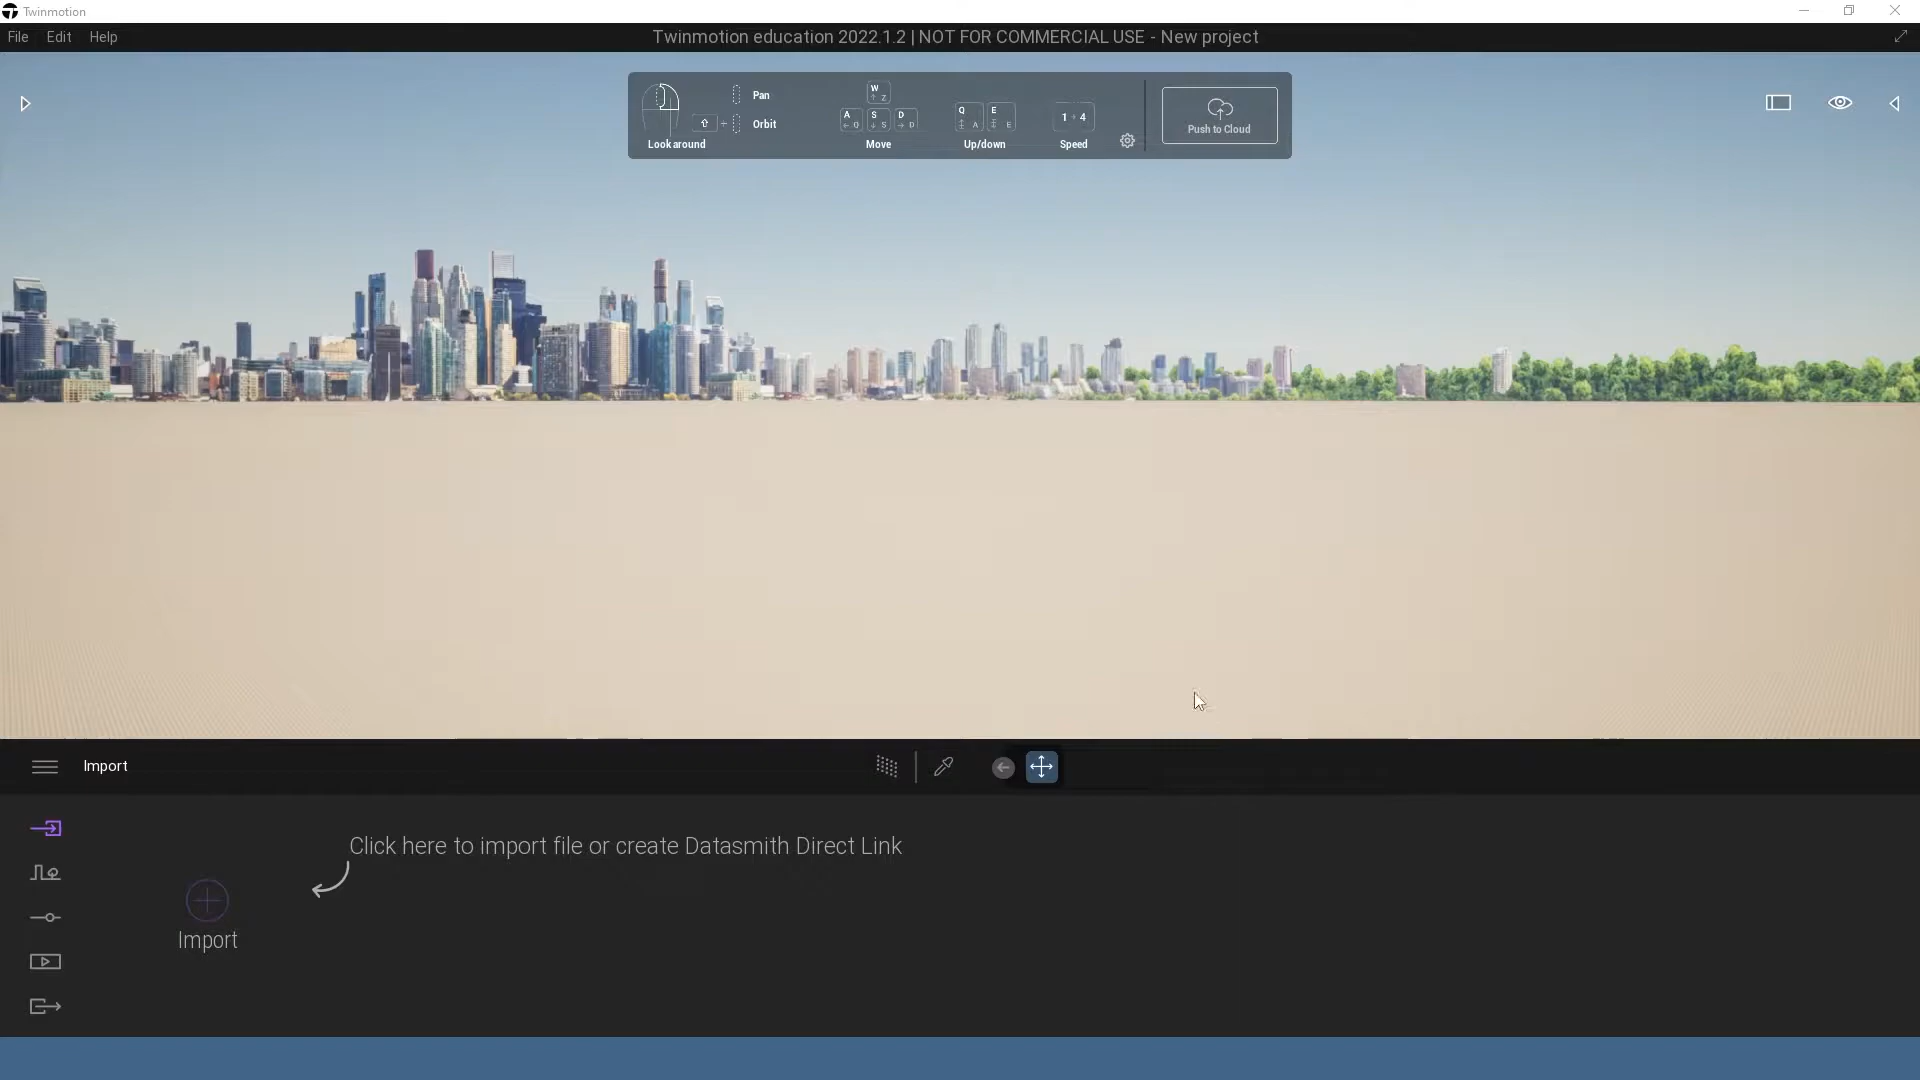 Twinmotion
File Edit Help
Twinmotion education 2022.1.2 | NOT FOR COMMERCIAL USE - New project
Pan
Orbit
Look around
W
Z
A
Q
S
S
D
D
Move
Q
A
E
E
Up/down
1 ÷ 4
Speed
Push to Cloud
Import
Click here to import file or create Datasmith Direct Link
Import